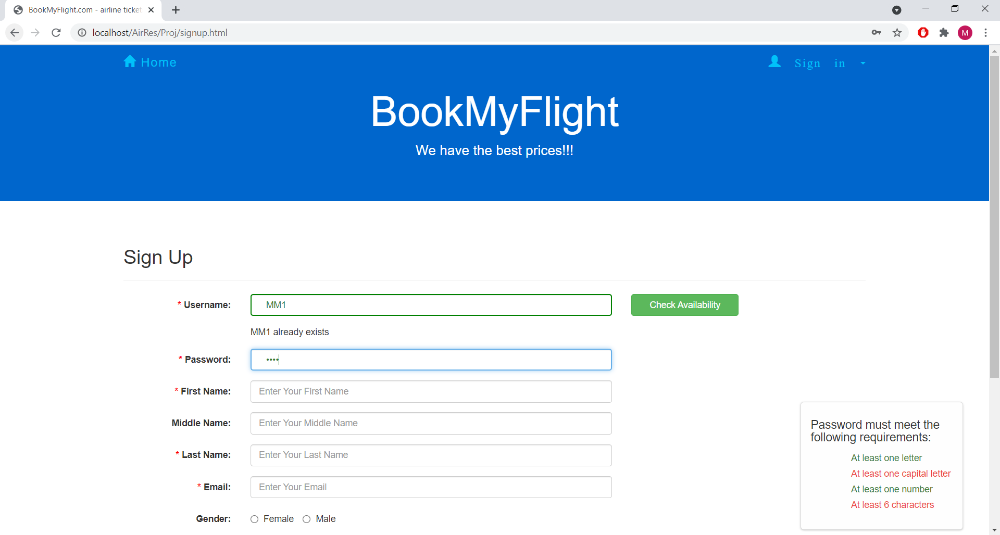 BookMyFlight.com - airline ticket
localhost/AirRes/Proj/signup.html
M
Home
Sign in
BookMyFlight
We have the best prices!!!
Sign Up
* Username:
MM1
Check Availability
MM1 already exists
* Password:
••••
* First Name:
Enter Your First Name
Middle Name:
Enter Your Middle Name
* Last Name:
Enter Your Last Name
* Email:
Enter Your Email
Gender:
Female
Male
Password must meet the
following requirements:
At least one letter
At least one capital letter
At least one number
At least 6 characters